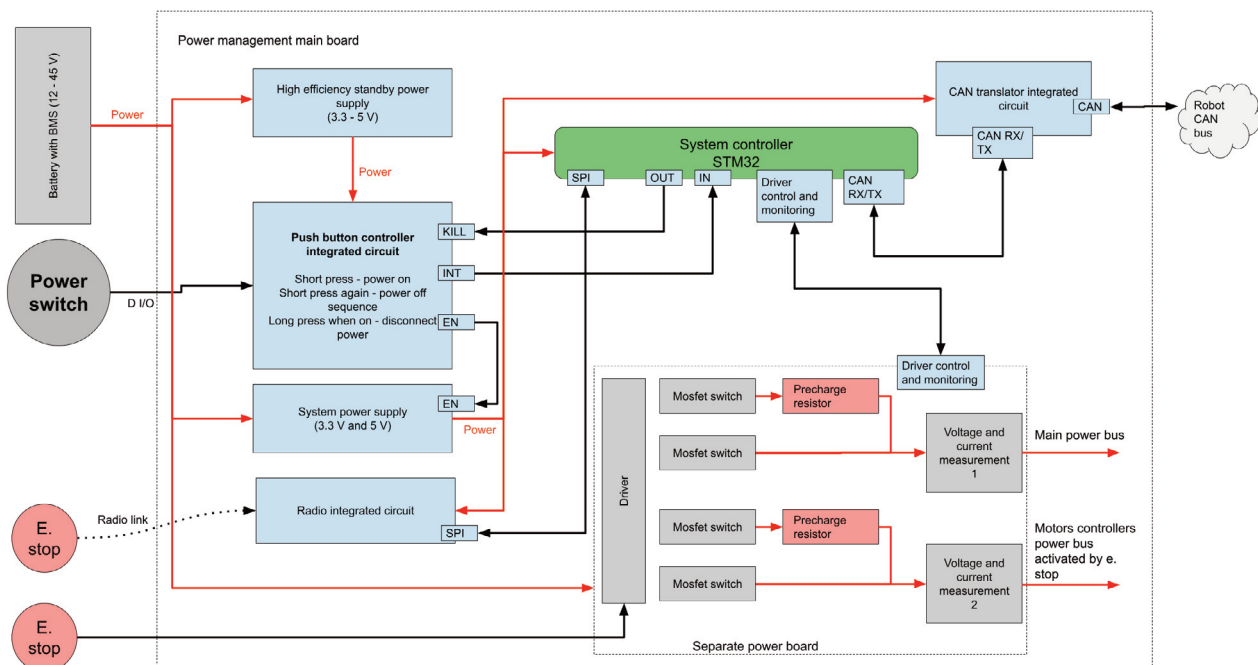 Power management main board
Battery with BMS (12 - 45 V)
Power
High efficiency standby power
supply
(3.3 - 5 V)
Power
CAN translator integrated
circuit
CAN
CAN RX/
TX
Robot
CAN
bus
System controller
STM32
SPI
OUT
IN
Driver
control and
monitoring
CAN
RX/TX
Push button controller
integrated circuit
Short press - power on
Short press again - power off
sequence
Long press when on - disconnect
power
KILL
INT
EN
Power
switch
D I/O
System power supply
(3.3 V and 5 V)
EN
Power
Driver control
and monitoring
Driver
Mosfet switch
Precharge
resistor
Mosfet switch
Voltage and
current
measurement
1
Main power bus
Radio integrated circuit
SPI
Radio link
E.
stop
Mosfet switch
Precharge
resistor
Mosfet switch
Voltage and
current
measurement
2
Motors controllers
power bus
activated by e.
stop
E.
stop
Separate power board